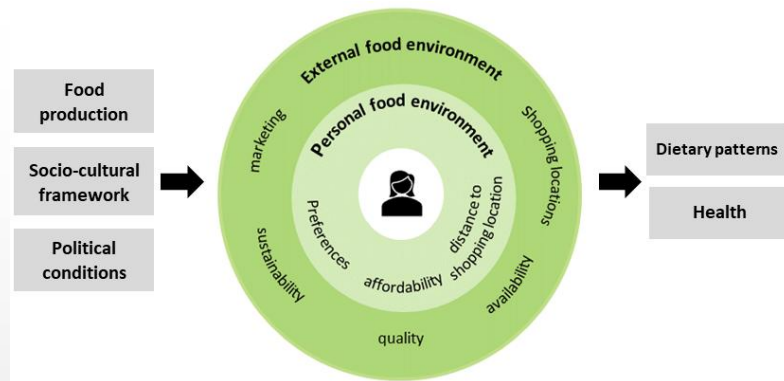 Food
production
Socio-cultural
framework
Political
conditions
External food environment
marketing
Shopping locations
sustainability
availability
quality
Personal food environment
Preferences
affordability
distance to
shopping location
Dietary patterns
Health